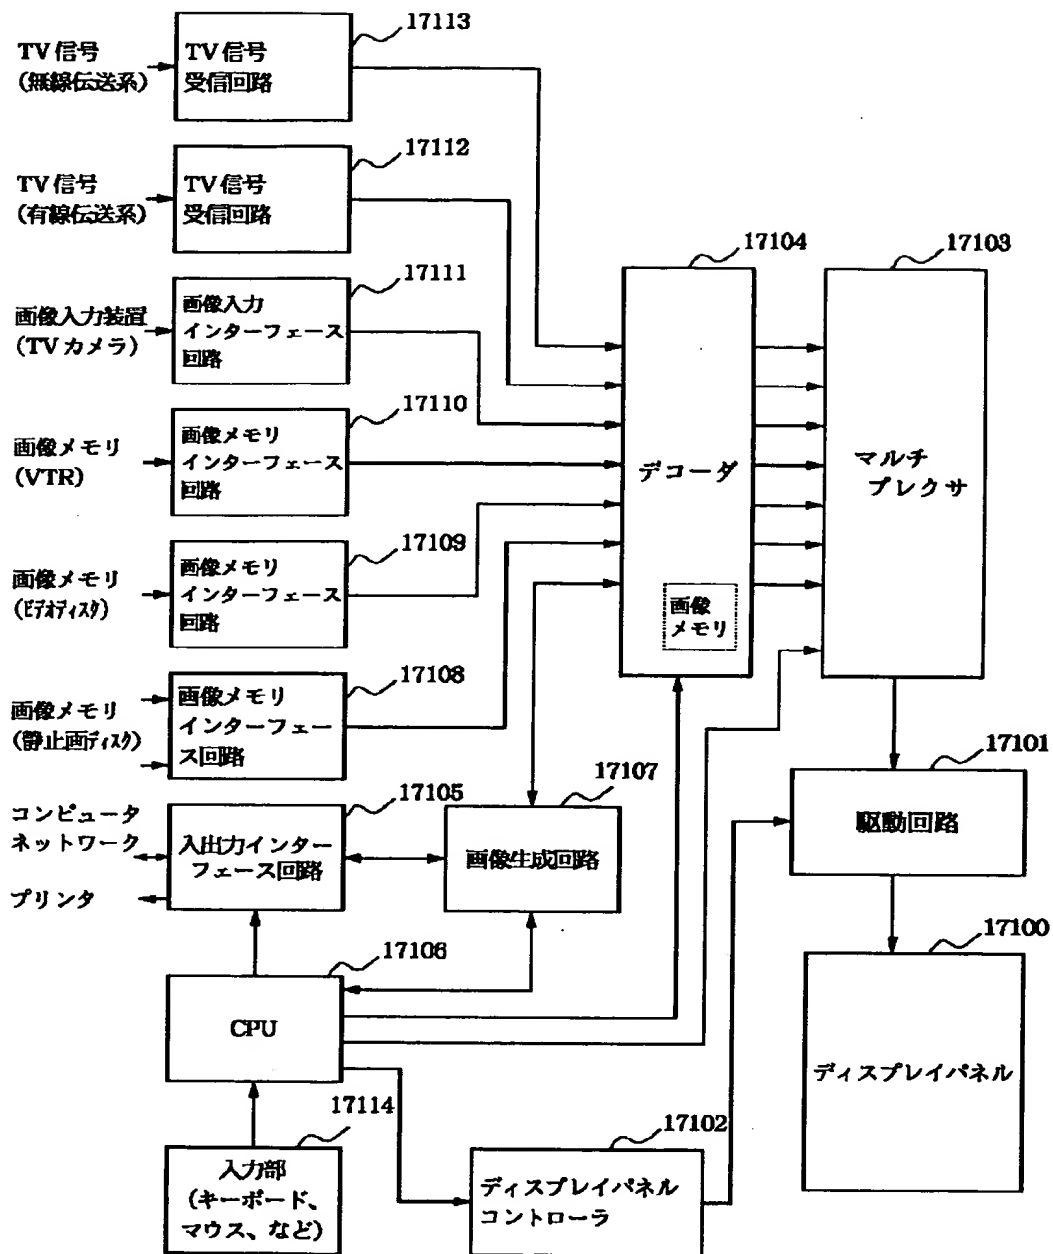 17113
TV信号
(無線伝送系)
TV信号
受信回路
17112
TV信号
(有線伝送系)
TV信号
受信回路
17111
画像入力装置
(TVカメラ)
画像入力
インターフェース
回路
17110
画像メモリ
(VTR)
画像メモリ
インターフェース
回路
17109
画像メモリ
(ビデオディスク)
画像メモリ
インターフェース
回路
17108
画像メモリ
(静止画ディスク)
画像メモリ
インターフェー
ス回路
17104
デコーダ
画像
メモリ
17103
マルチ
プレクサ
17105
コンピュータ
ネットワーク
プリンタ
入出力インター
フェース回路
17107
画像生成回路
17101
駆動回路
17106
CPU
17100
ディスプレイパネル
17114
入力部
(キーボード、
マウス、など)
17102
ディスプレイパネル
コントローラ